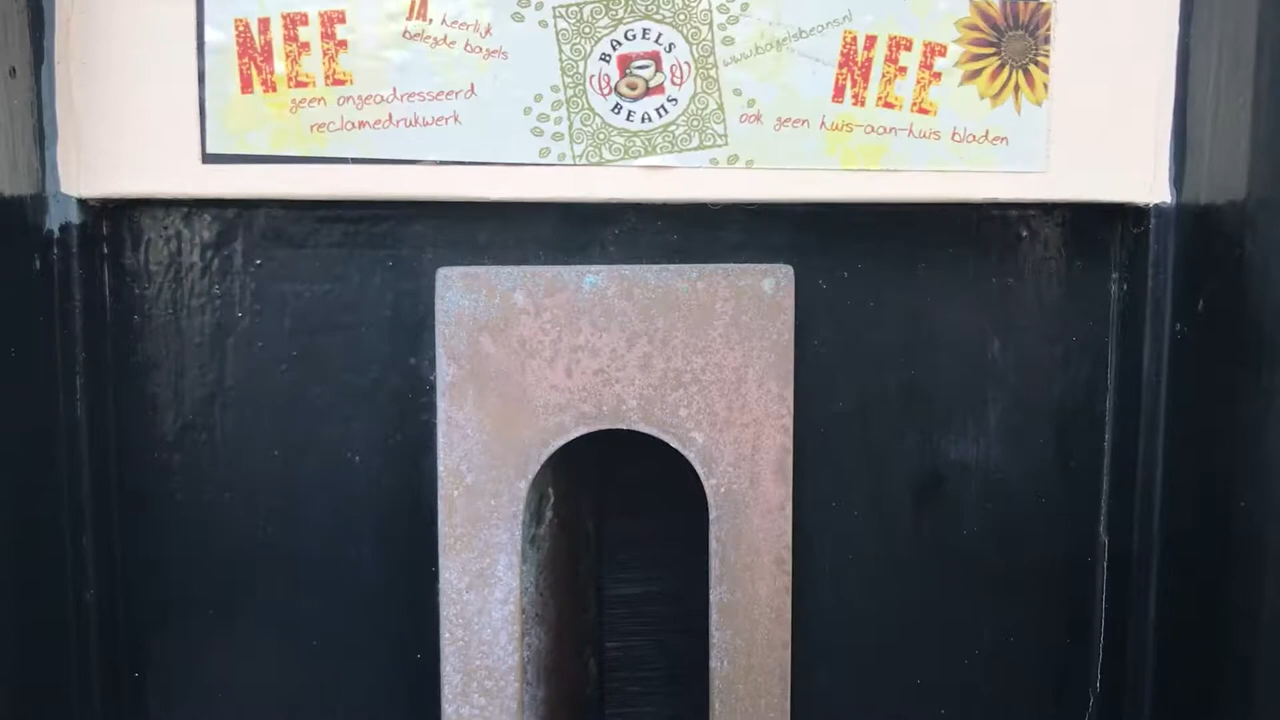 NEE
JA, heerlijk
belegde bagels
geen ongeadresseerd
reclamedrukwerk
BAGELS
&
BEANS
www.bagelsbeans.nl
NEE
ook geen huis-aan-huis bladen